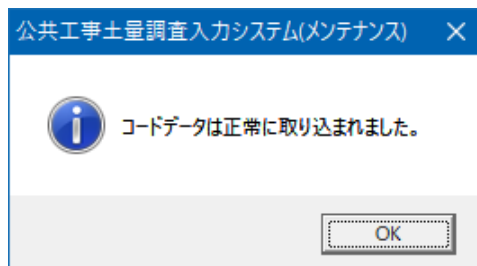 公共工事土量調査入力システム(メンテナンス)
コードデータは正常に取り込まれました。
OK